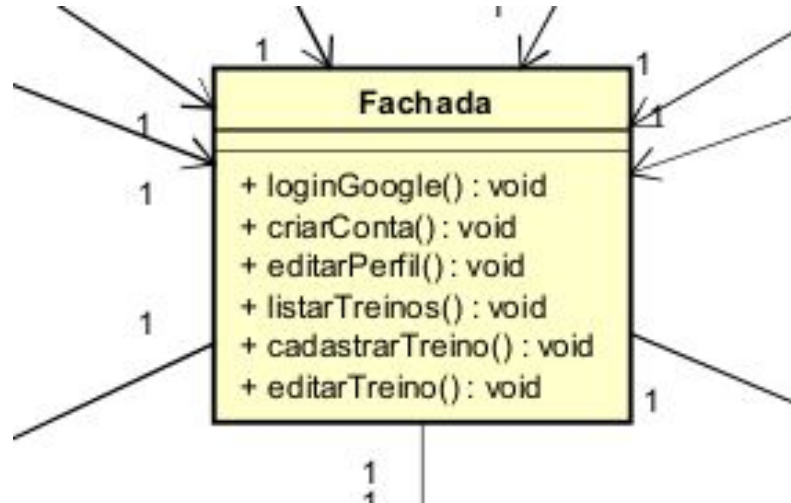 1
1
1
Fachada
1
1
+ loginGoogle() : void
1
+ criarConta() : void
+ editarPerfil() : void
+ listarTreinos() : void
1
+ cadastrarTreino() : void
+ editarTreino() : void
1
1
1